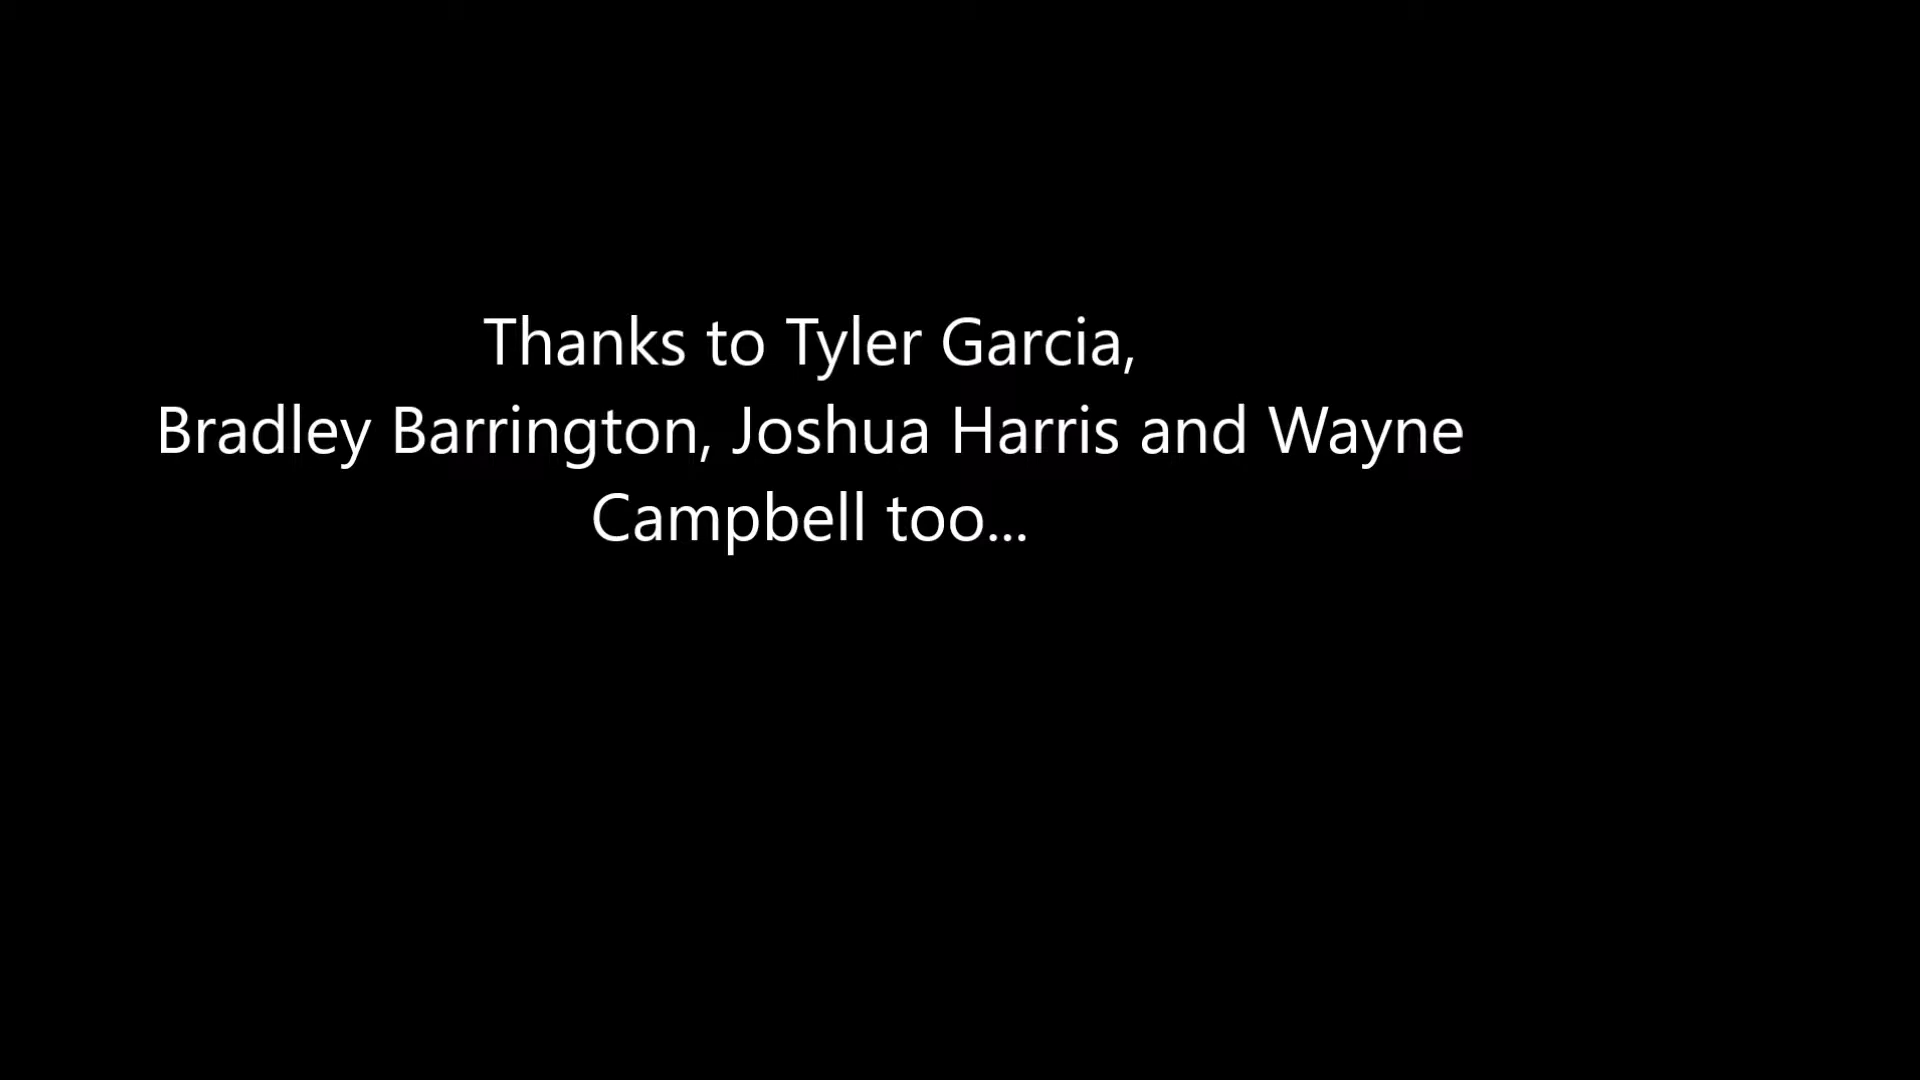 Thanks to Tyler Garcia,
Bradley Barrington, Joshua Harris and Wayne
Campbell too...